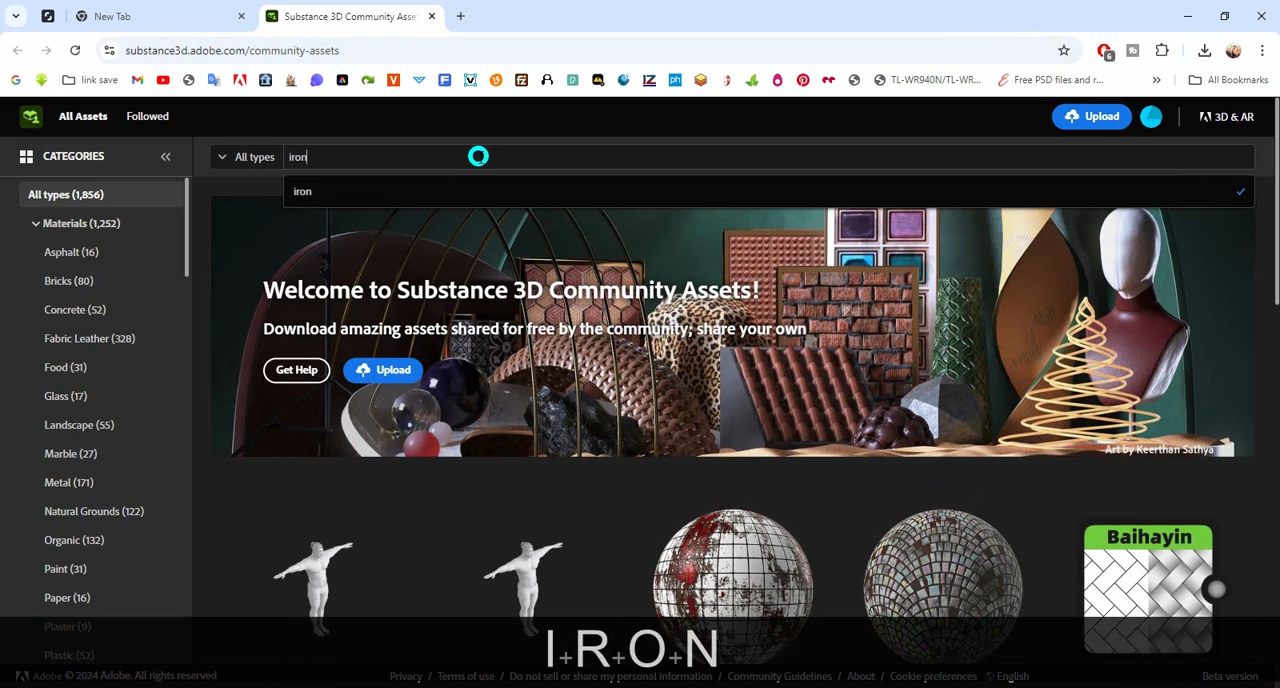 New Tab
Substance 3D Community Asse
substance3d.adobe.com/community-assets
6
link save
TL-WR940N/TL-WR...
Free PSD files and r...
All Bookmarks
All Assets
Followed
Upload
3D & AR
CATEGORIES
All types
iron
iron
All types (1,856)
Materials (1,252)
Asphalt (16)
Bricks (80)
Concrete (52)
Fabric Leather (328)
Food (31)
Glass (17)
Landscape (55)
Marble (27)
Metal (171)
Natural Grounds (122)
Organic (132)
Paint (31)
Paper (16)
Plaster (9)
Plastic (52)
Welcome to Substance 3D Community Assets!
Download amazing assets shared for free by the community; share your own
Get Help
Upload
Art by Keerthan Sathya
Baihayin
I+R+O+N
Adobe © 2024 Adobe. All rights reserved
Privacy / Terms of use / Do not sell or share my personal information / Community Guidelines / About / Cookie preferences English
Beta version